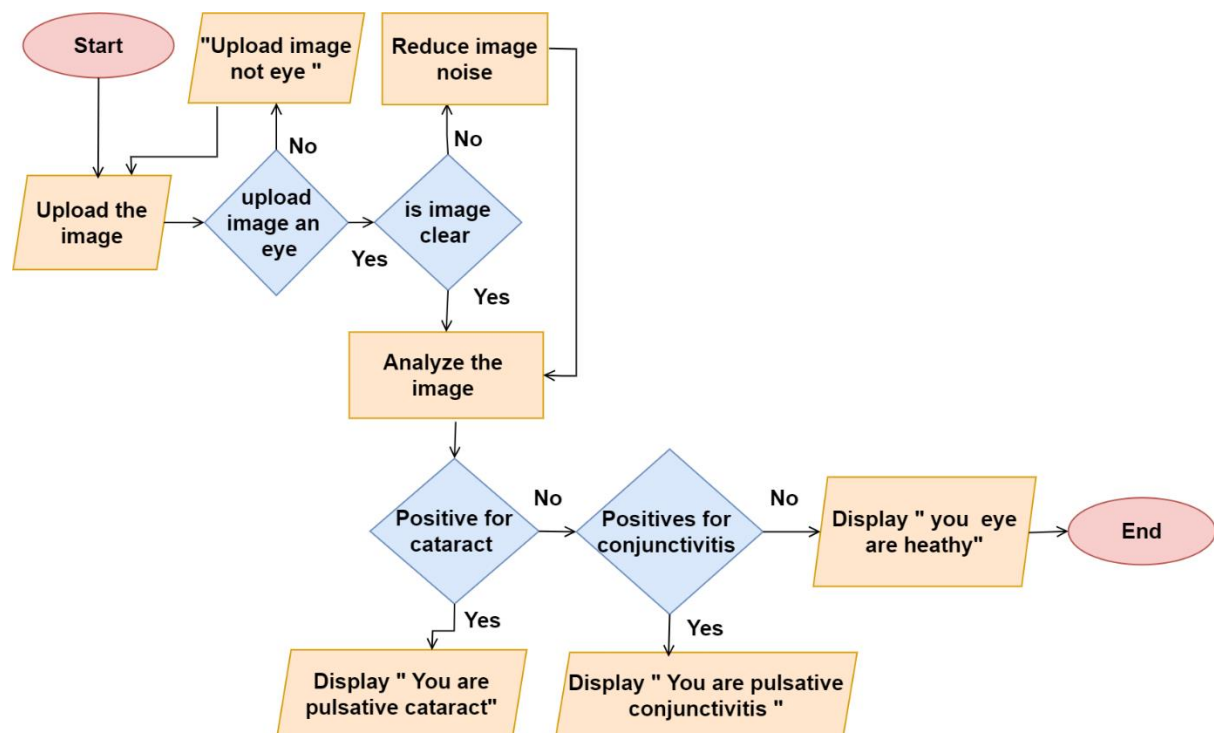 Start
"Upload image
not eye "
Reduce image
noise
No
No
Upload the
image
upload
image an
eye
Yes
is image
clear
Yes
Analyze the
image
Positive for
cataract
No
Positives for
conjunctivitis
No
Display " you  eye
are heathy"
End
Yes
Yes
Display " You are
pulsative cataract"
Display " You are pulsative
conjunctivitis "